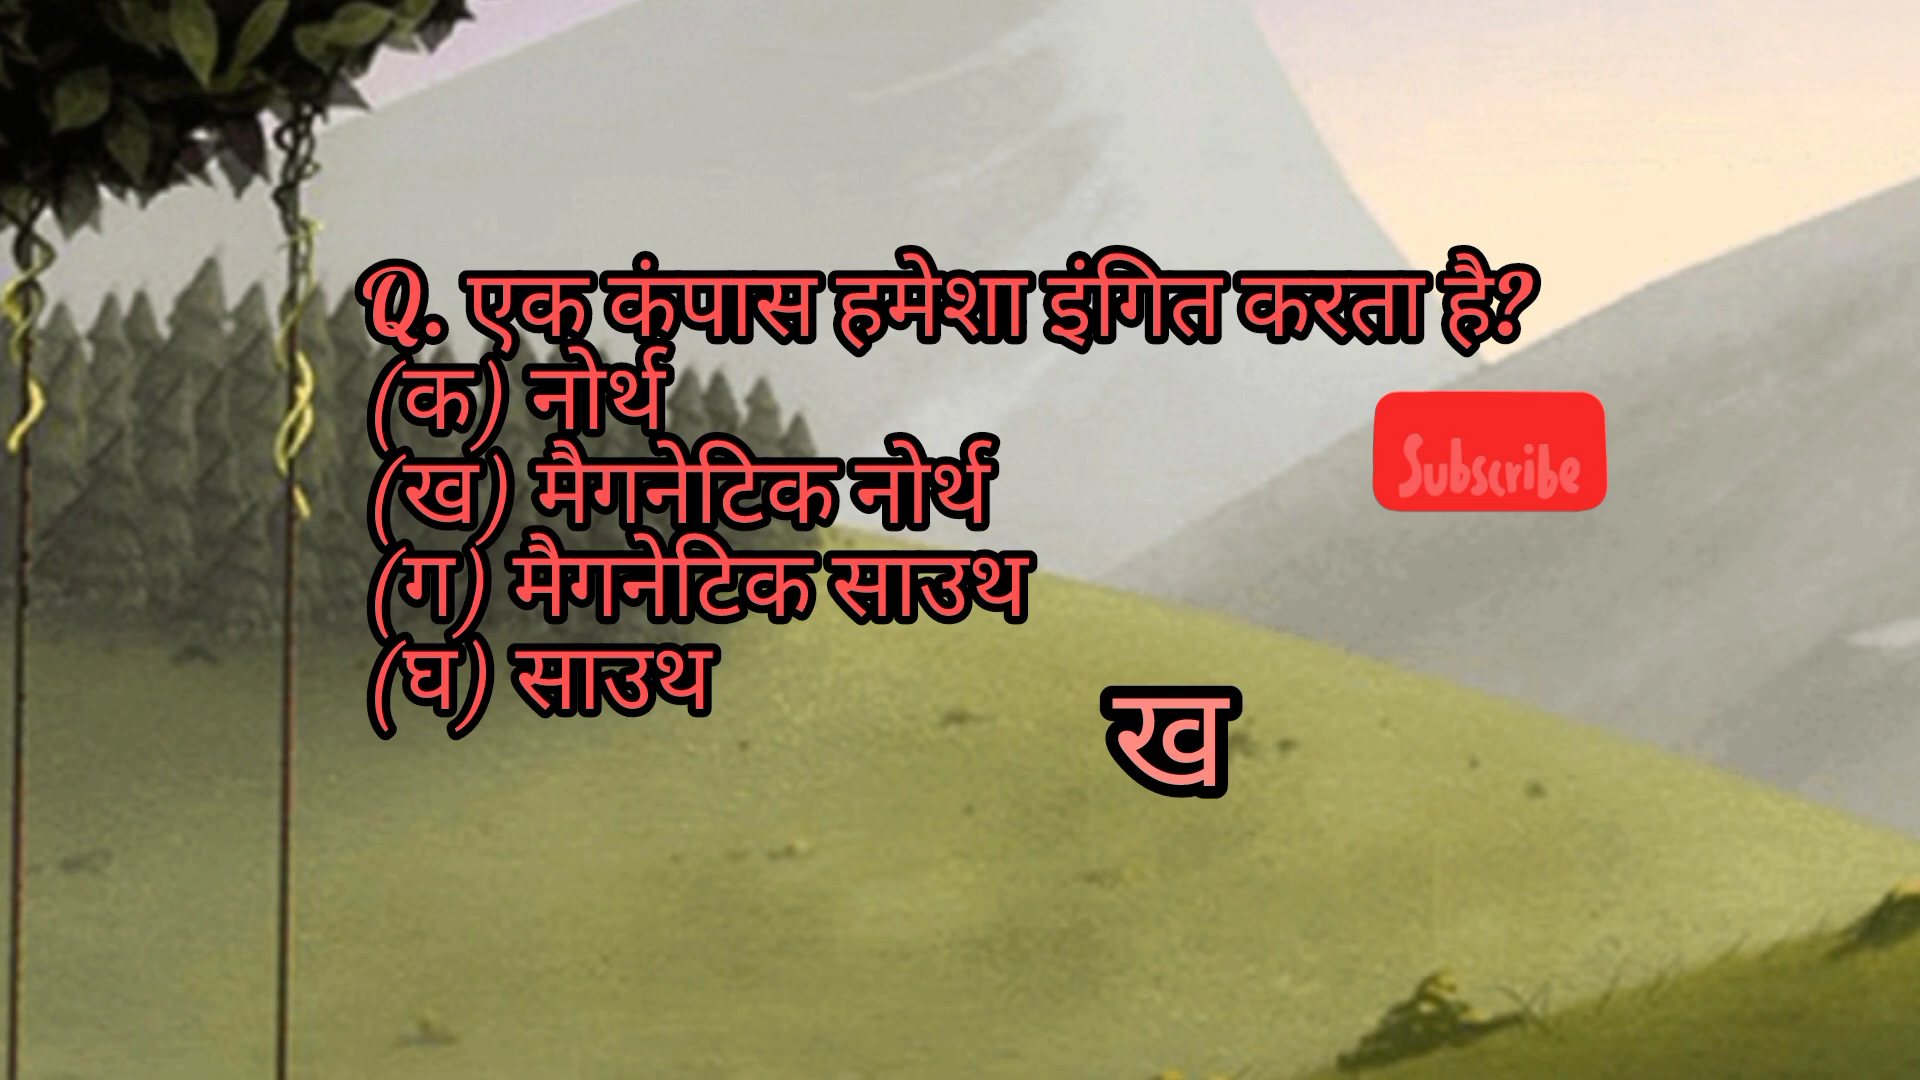 Q. एक कंपास हमेशा इंगित करता है?
(क) नोर्थ
(ख) मैगनेटिक नोर्थ
(ग) मैगनेटिक साउथ
(घ) साउथ
Subscribe
ख